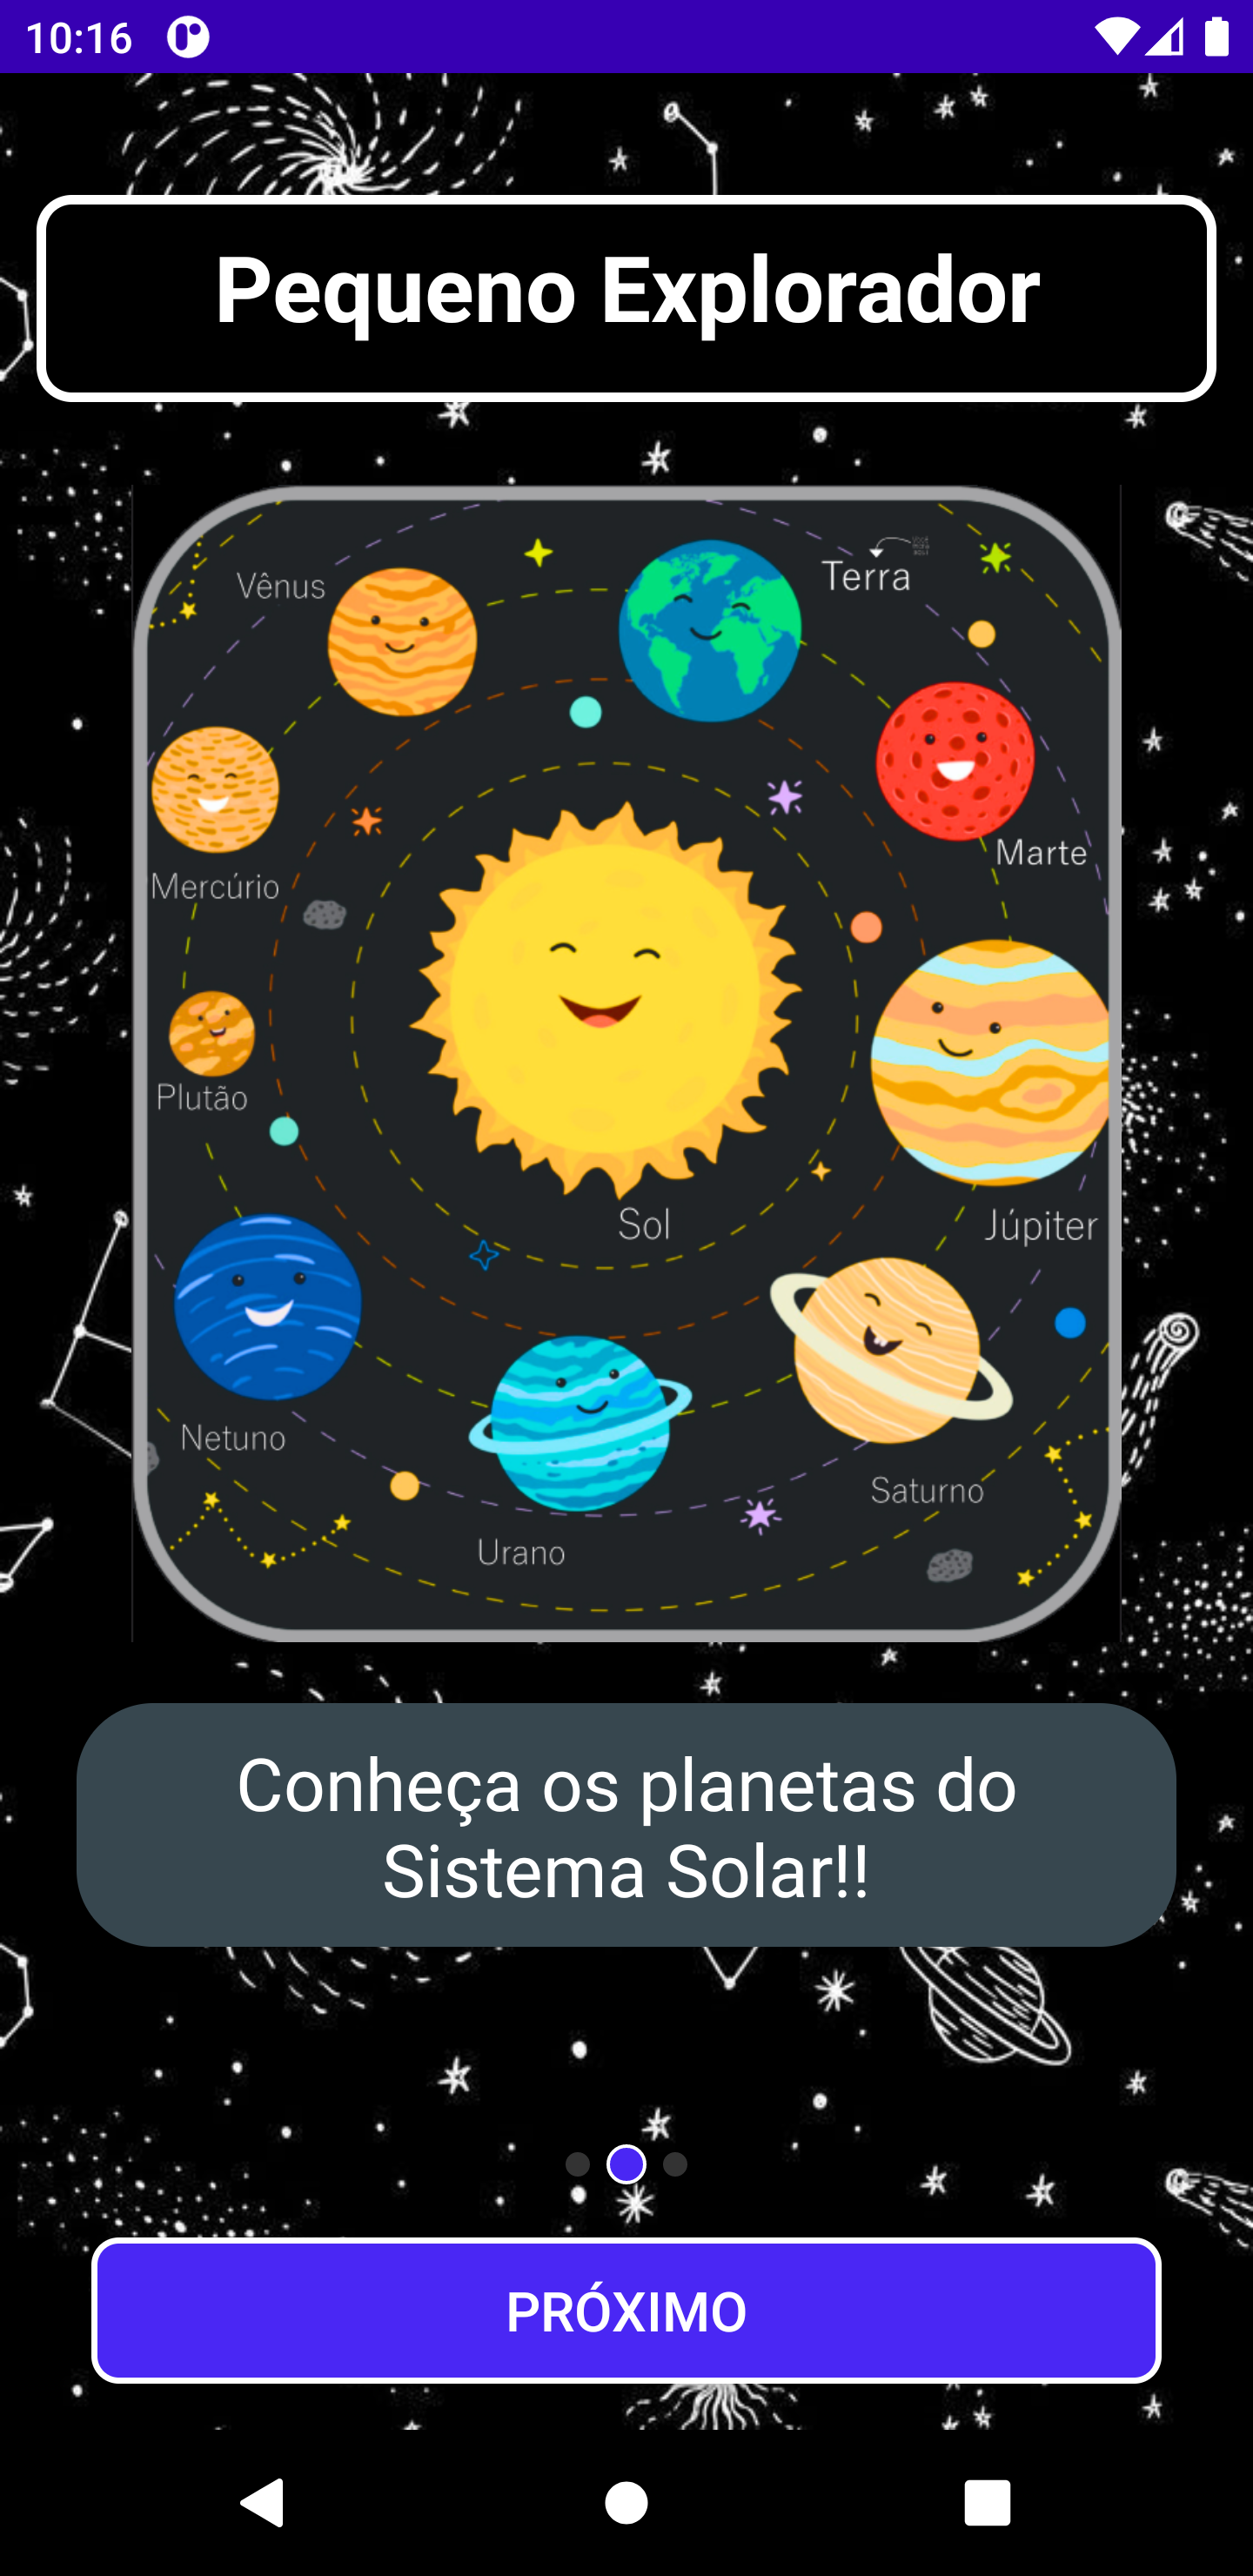 10:16
Pequeno Explorador
Vênus
Terra
Marte
Mercúrio
Plutão
Sol
Júpiter
Netuno
Saturno
Urano
Conheça os planetas do
Sistema Solar!!
PRÓXIMO